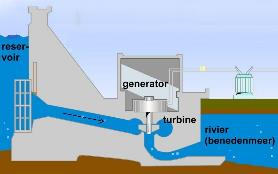 reser-
voir
generator
turbine
rivier
(benedenmeer)